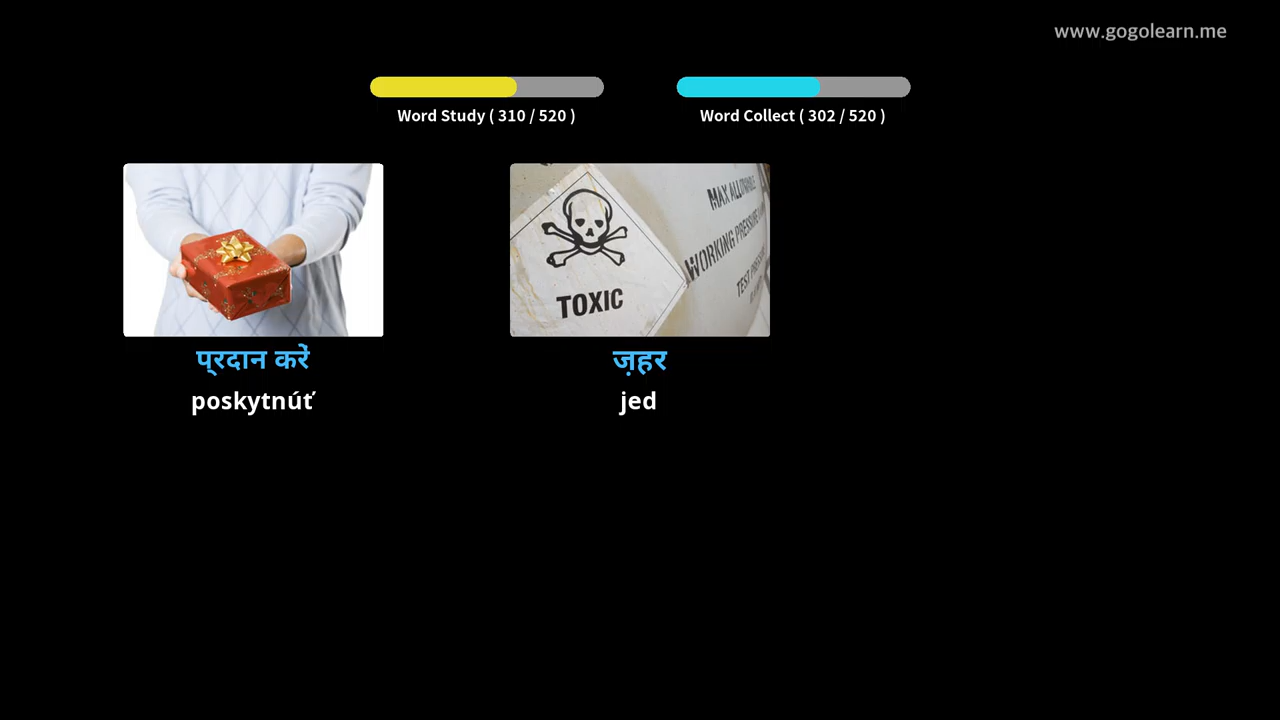 www.gogolearn.me
Word Study ( 310 / 520 )
Word Collect ( 302 / 520 )
MAX ALLOWABLE
WORKING PRESSURE
TEST PRESS
TOXIC
प्रदान करें
ज़हर
poskytnúť
jed